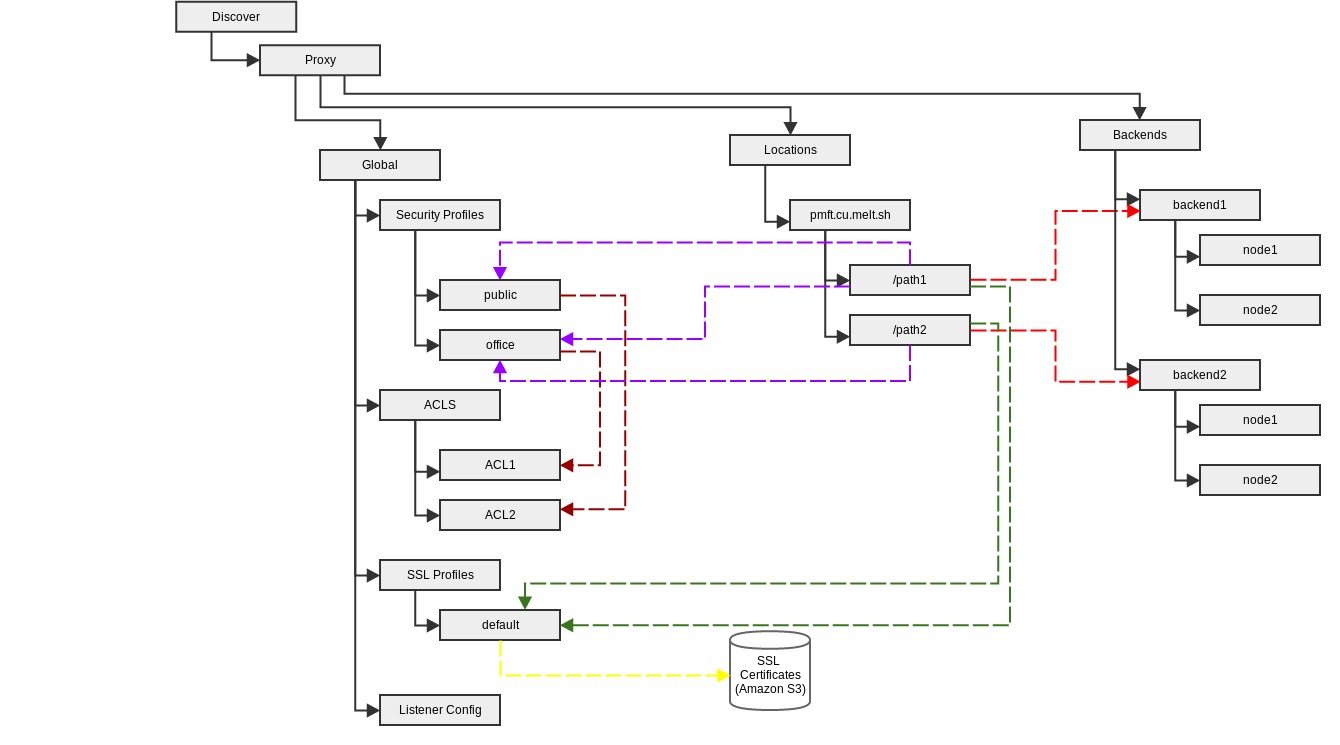 Discover
Proxy
Global
Locations
Backends
Security Profiles
pmft.cu.melt.sh
backend1
node1
node2
public
office
/path1
/path2
backend2
node1
node2
ACLS
ACL1
ACL2
SSL Profiles
default
SSL
Certificates
(Amazon S3)
Listener Config